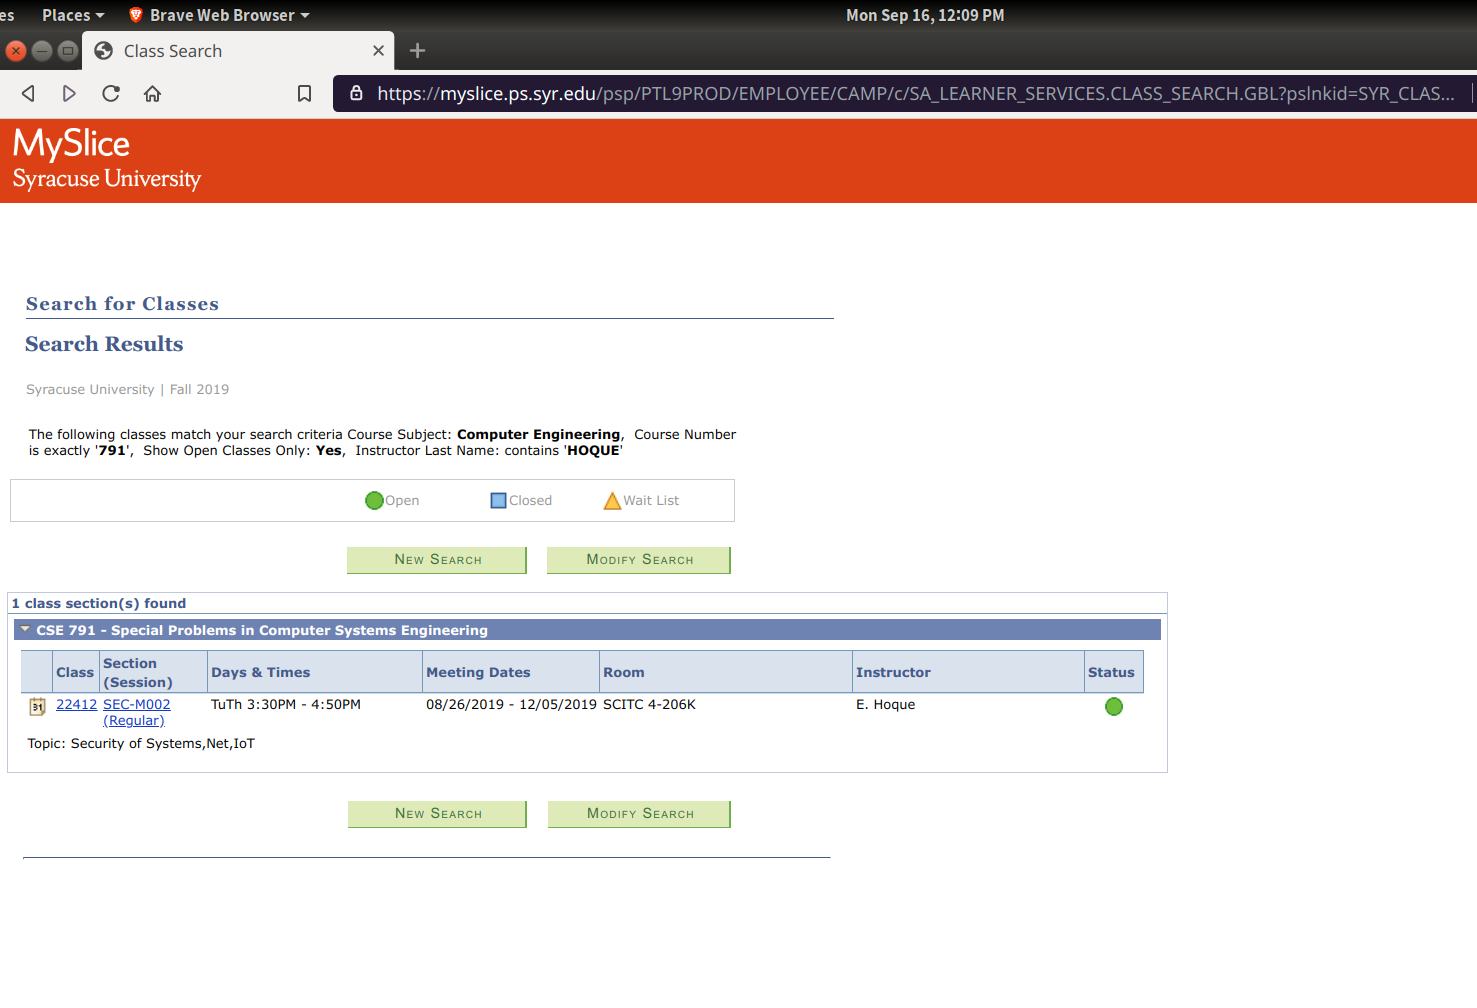 es Places Brave Web Browser Mon Sep 16, 12:09 PM
Class Search
https://myslice.ps.syr.edu/psp/PTL9PROD/EMPLOYEE/CAMP/c/SA_LEARNER_SERVICES.CLASS_SEARCH.GBL?pslnkid=SYR_CLAS...
MySlice
Syracuse University
Search for Classes
Search Results
Syracuse University | Fall 2019
The following classes match your search criteria Course Subject: Computer Engineering, Course Number
is exactly '791', Show Open Classes Only: Yes, Instructor Last Name: contains 'HOQUE'
Open Closed Wait List
NEW SEARCH MODIFY SEARCH
1 class section(s) found
CSE 791 - Special Problems in Computer Systems Engineering
Class Section (Session) Days & Times Meeting Dates Room Instructor Status
31 22412 SEC-M002 TuTh 3:30PM - 4:50PM 08/26/2019 - 12/05/2019 SCITC 4-206K E. Hoque
(Regular)
Topic: Security of Systems,Net,IoT
NEW SEARCH MODIFY SEARCH